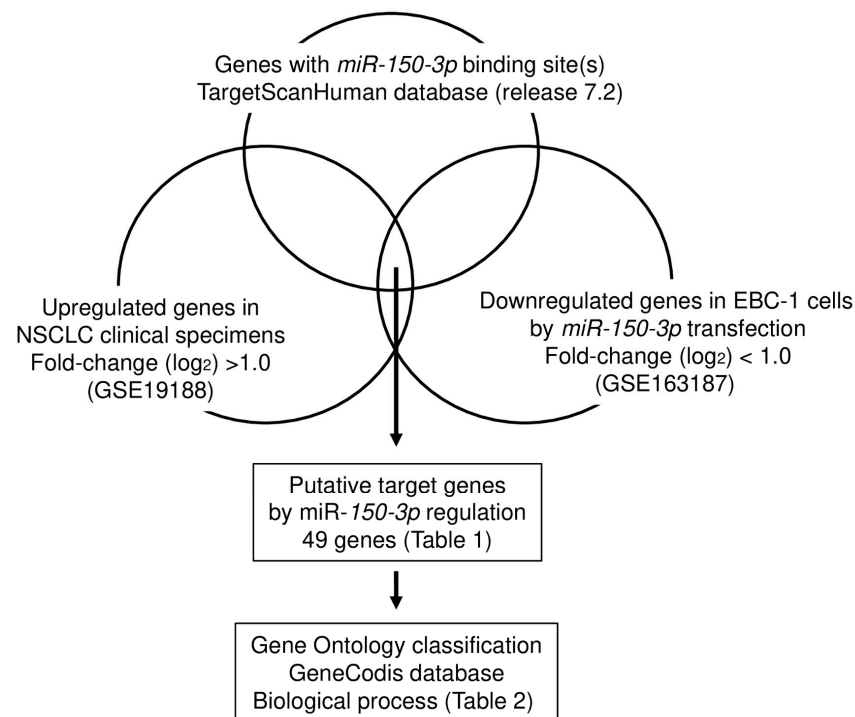 Genes with miR-150-3p binding site(s)
TargetScanHuman database (release 7.2)
Upregulated genes in
NSCLC clinical specimens
Fold-change (log₂) >1.0
(GSE19188)
Downregulated genes in EBC-1 cells
by miR-150-3p transfection
Fold-change (log₂) < 1.0
(GSE163187)
Putative target genes
by miR-150-3p regulation
49 genes (Table 1)
Gene Ontology classification
GeneCodis database
Biological process (Table 2)